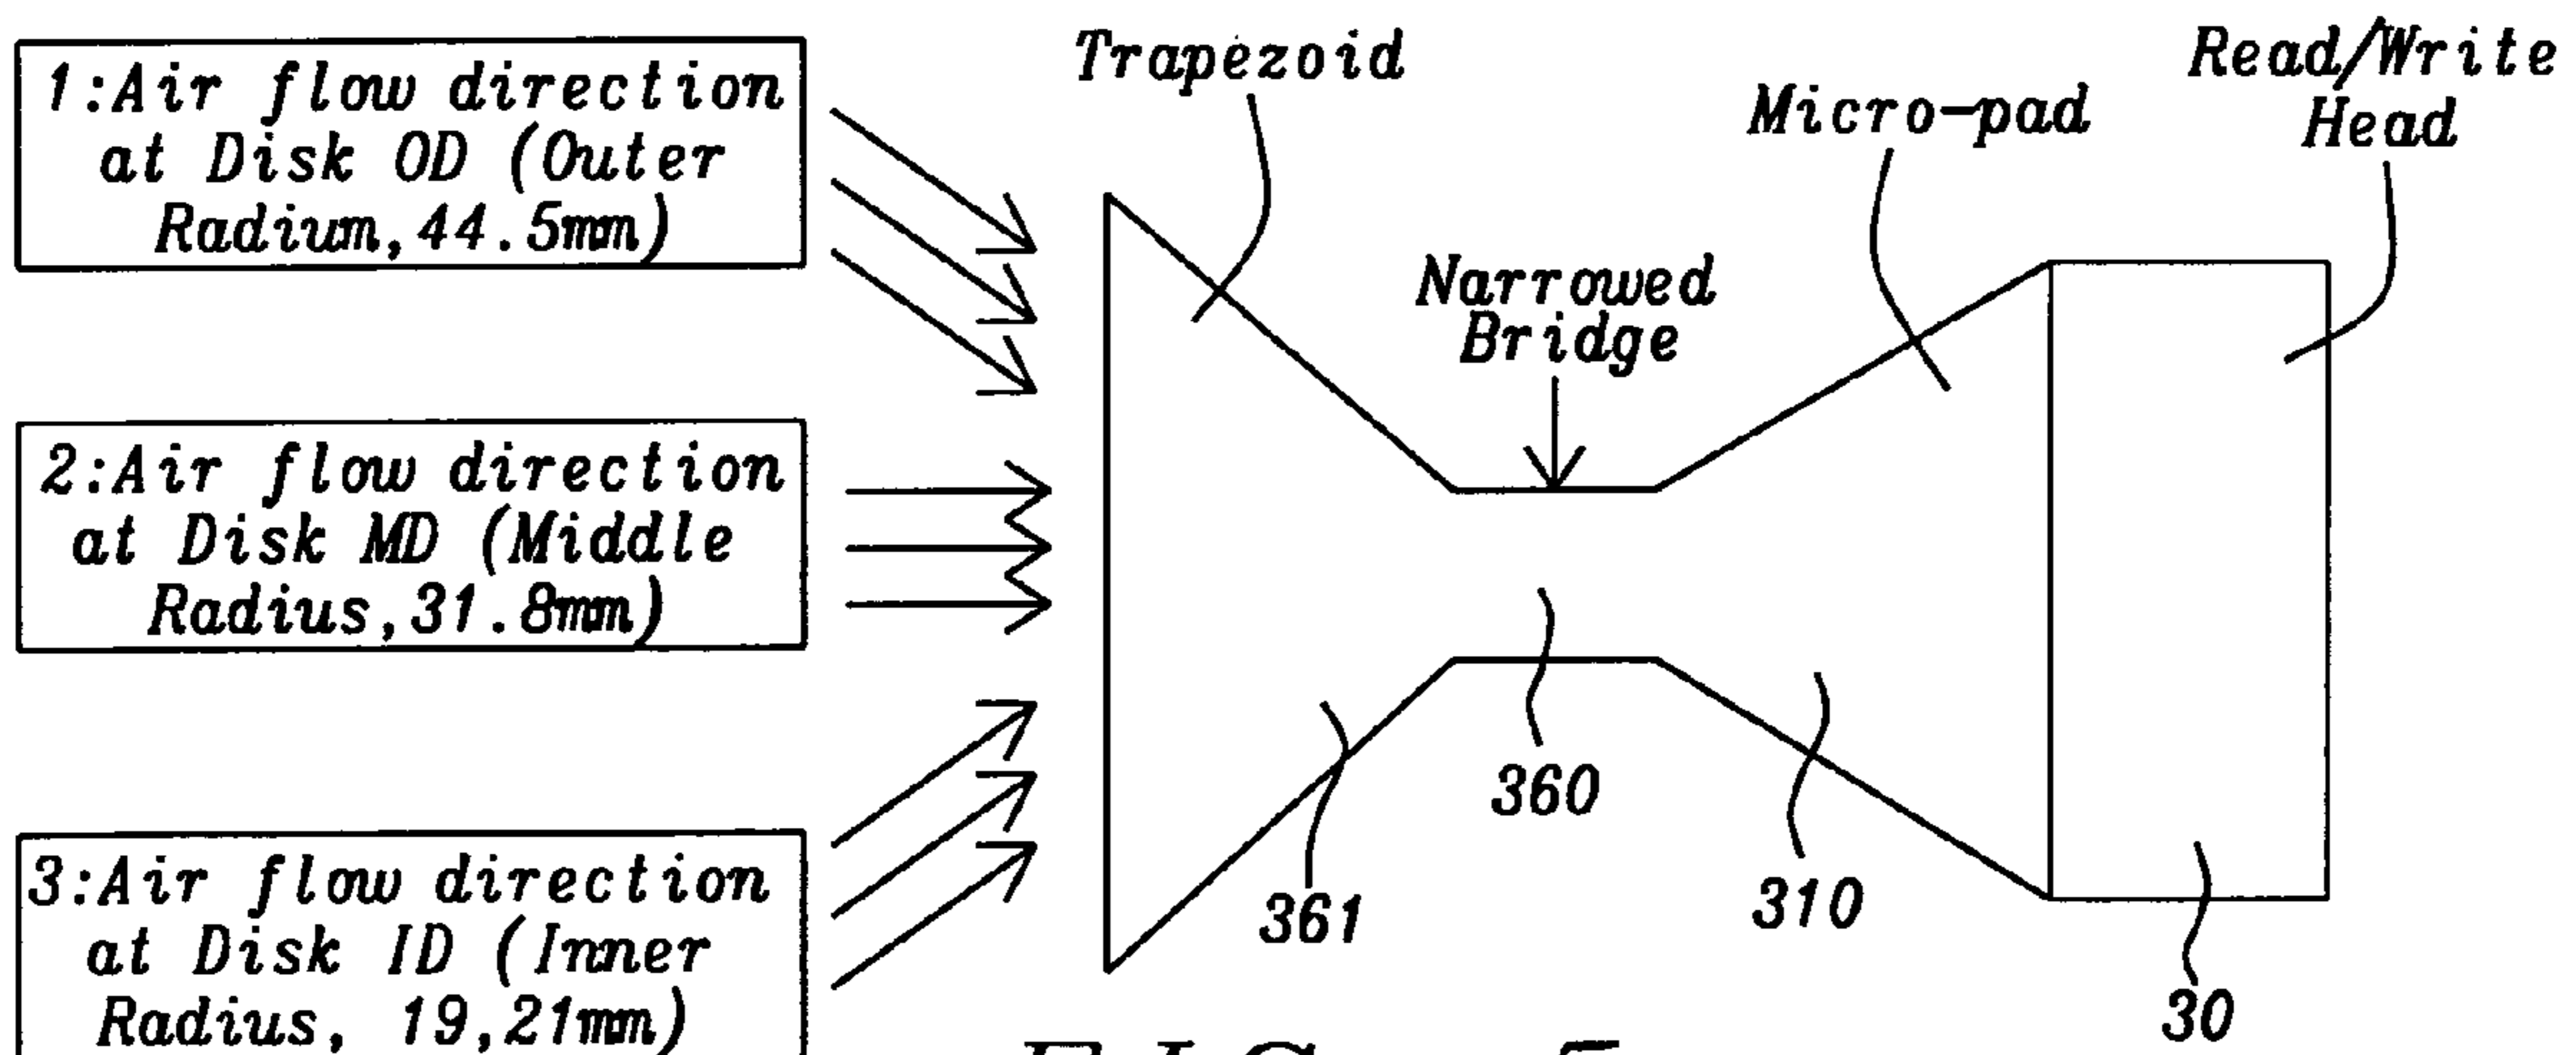 1:Air flow direction
at Disk OD (Outer
Radium,44.5mm)
2:Air flow direction
at Disk MD (Middle
Radius,31.8mm)
3:Air flow direction
at Disk ID (Inner
Radius, 19,21mm)
Trapezoid
Narrowed
Bridge
Micro-pad
Read/Write
Head
361
360
310
30
FIG. 5